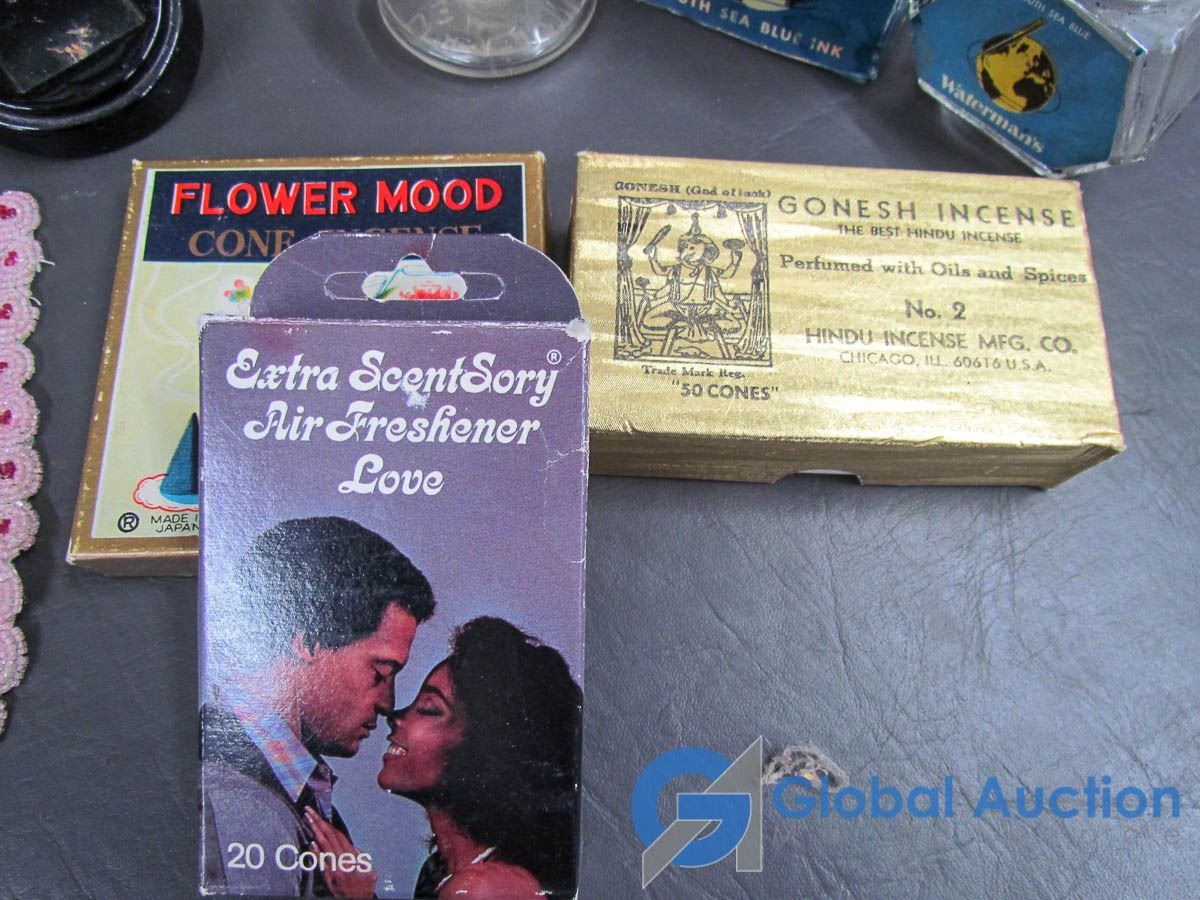 SOUTH SEA BLUE INK
SOUTH SEA BLUE
Waterman's
FLOWER MOOD
CONE INCENSE
® MADE
JAPAN
Extra ScentSory®
Air Freshener
Love
20 Cones
GONESH (God of luck)
Trade Mark Reg.
"50 CONES"
GONESH INCENSE
THE BEST HINDU INCENSE
Perfumed with Oils and Spices
No. 2
HINDU INCENSE MFG. CO.
CHICAGO, ILL. 60616 U.S.A.
GA Global Auction